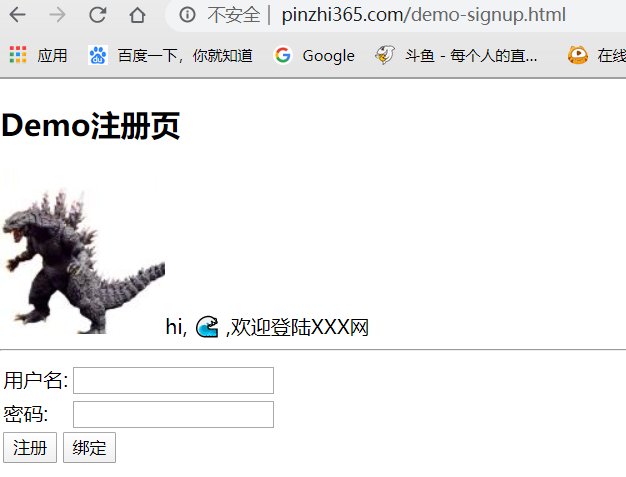 不安全 | pinzhi365.com/demo-signup.html
应用 百度一下，你就知道 Google 斗鱼 - 每个人的直... 在线
Demo注册页
hi, 🌊 ,欢迎登陆XXX网
用户名:
密码:
注册 绑定